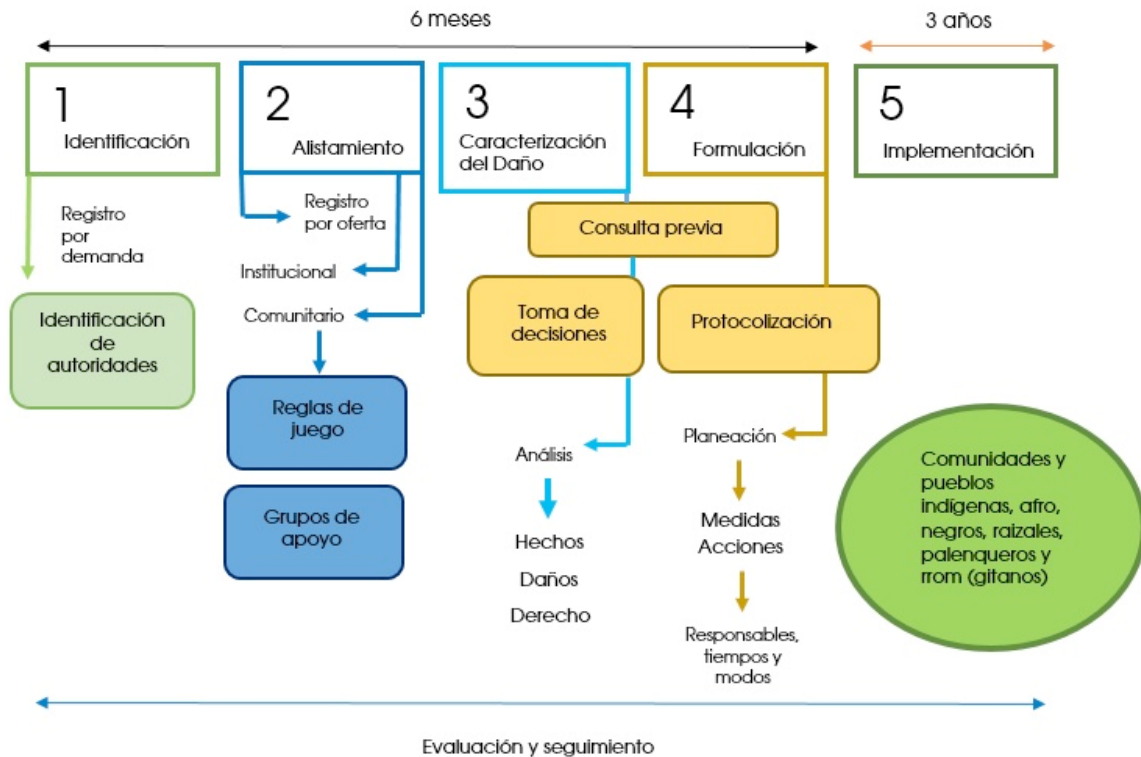 6 meses
3 años
1
Identificación
2
Alistamiento
3
Caracterización
del Daño
4
Formulación
5
Implementación
Registro
por
demanda
Identificación
de
autoridades
Registro
por oferta
Institucional
Comunitario
Reglas de
juego
Grupos de
apoyo
Consulta previa
Toma de
decisiones
Análisis
Hechos
Daños
Derecho
Protocolización
Planeación
Medidas
Acciones
Responsables,
tiempos y
modos
Comunidades y
pueblos
indígenas, afro,
negros, raizales,
palenqueros y
rrom (gitanos)
Evaluación y seguimiento